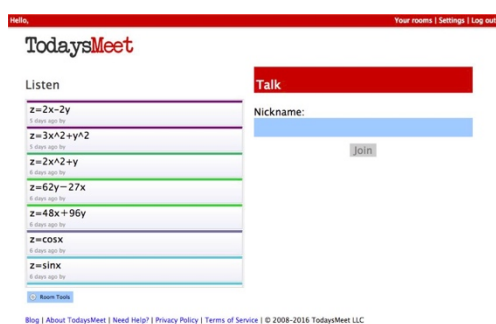 Hello,
Your rooms | Settings | Log out
TodaysMeet
Listen
z=2x-2y
5 days ago by
z=3x^2+y^2
5 days ago by
z=2x^2+y
6 days ago by
z=62y−27x
6 days ago by
z=48x+96y
6 days ago by
z=cosx
6 days ago by
z=sinx
6 days ago by
Room Tools
Talk
Nickname:
Join
Blog | About TodaysMeet | Need Help? | Privacy Policy | Terms of Service | © 2008-2016 TodaysMeet LLC